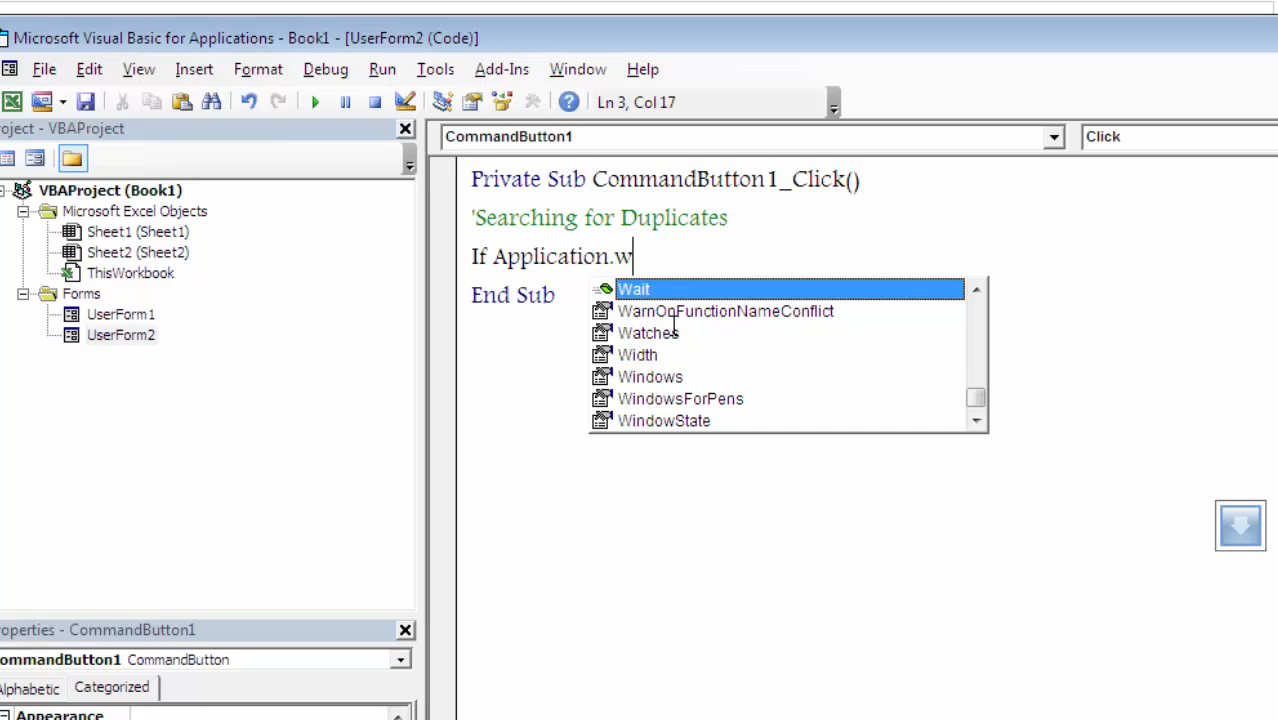 Microsoft Visual Basic for Applications - Book1 - [UserForm2 (Code)]
File Edit View Insert Format Debug Run Tools Add-Ins Window Help
Ln 3, Col 17
roject - VBAProject
CommandButton1
Click
VBAProject (Book1)
Microsoft Excel Objects
Sheet1 (Sheet1)
Sheet2 (Sheet2)
ThisWorkbook
Forms
UserForm1
UserForm2
Private Sub CommandButton1_Click()
'Searching for Duplicates
If Application.w
End Sub
Wait
WarnOnFunctionNameConflict
Watches
Width
Windows
WindowsForPens
WindowState
roperties - CommandButton1
ommandButton1 CommandButton
lphabetic Categorized
Appearance